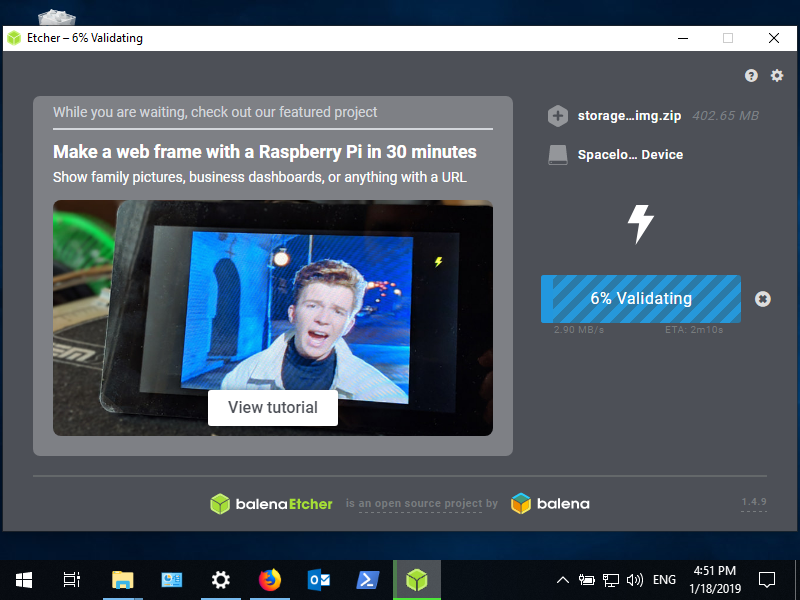 Etcher – 6% Validating
While you are waiting, check out our featured project
Make a web frame with a Raspberry Pi in 30 minutes
Show family pictures, business dashboards, or anything with a URL
View tutorial
storage…img.zip 402.65 MB
Spacelo… Device
6% Validating
2.90 MB/s ETA: 2m10s
balenaEtcher is an open source project by balena
1.4.9
ENG
4:51 PM
1/18/2019